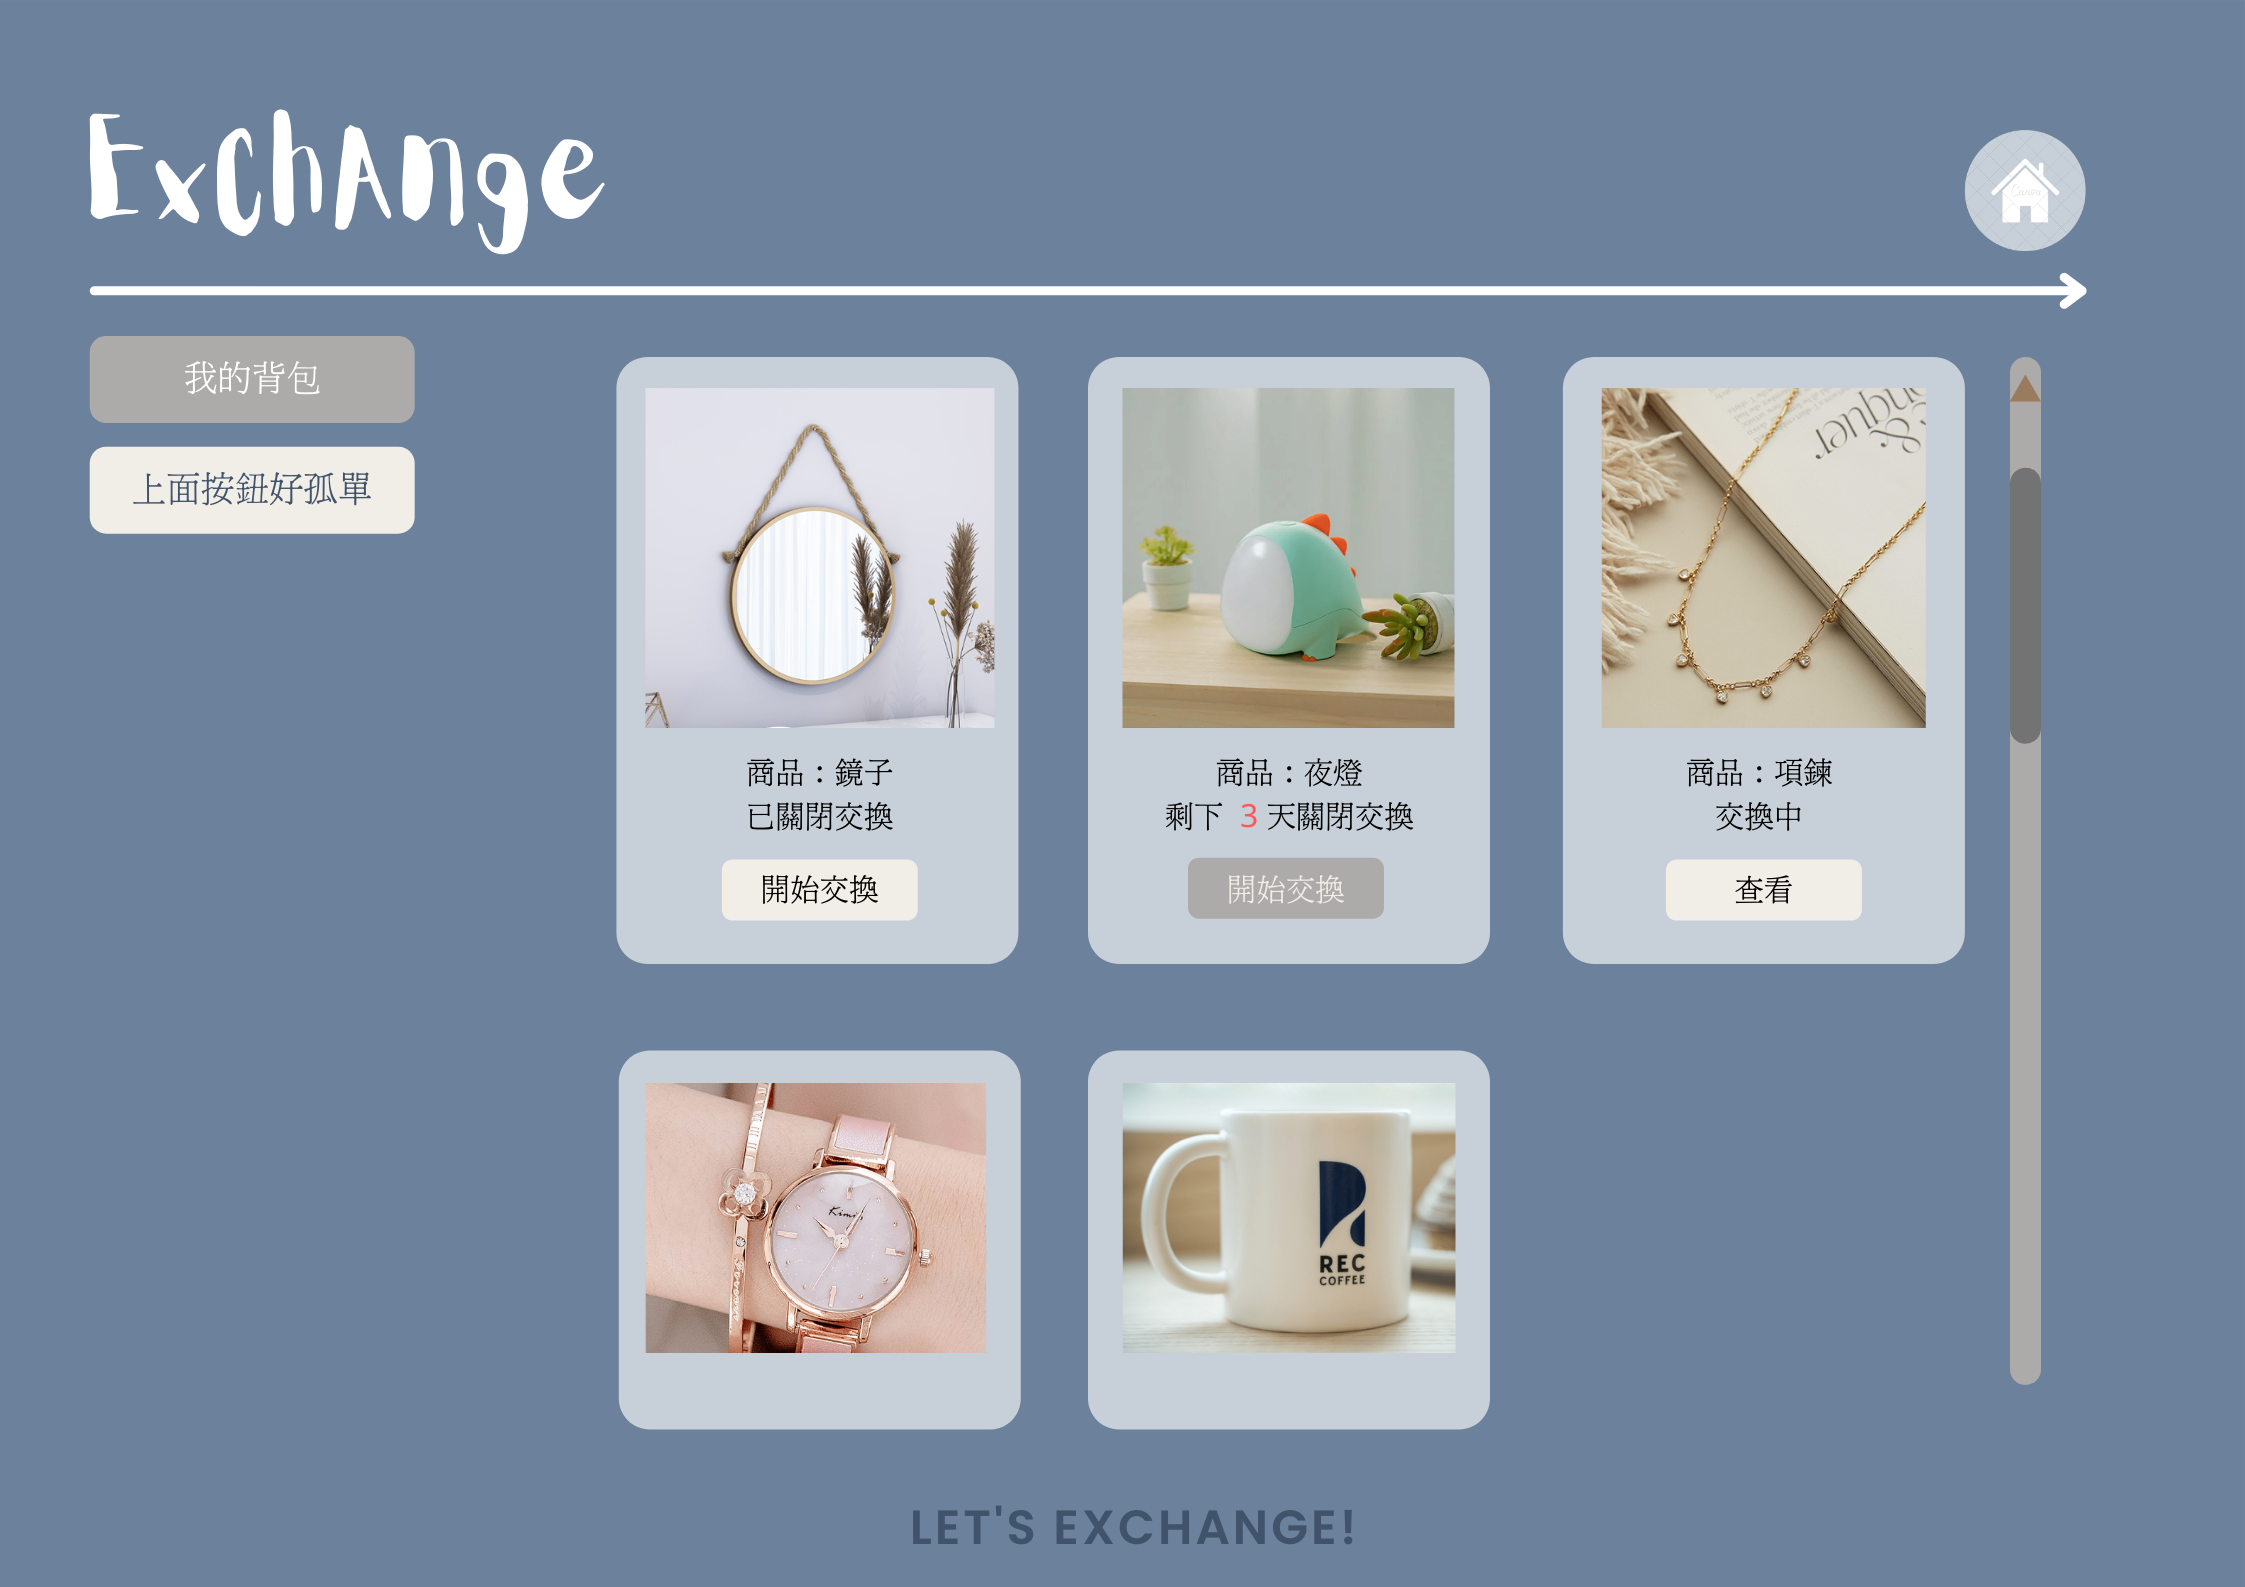 ExchAnge
我的背包
上面按鈕好孤單
商品：鏡子
已關閉交換
開始交換
商品：夜燈
剩下 3 天關閉交換
開始交換
& 
商品：項鍊
交換中
查看
REC
COFFEE
LET'S EXCHANGE!